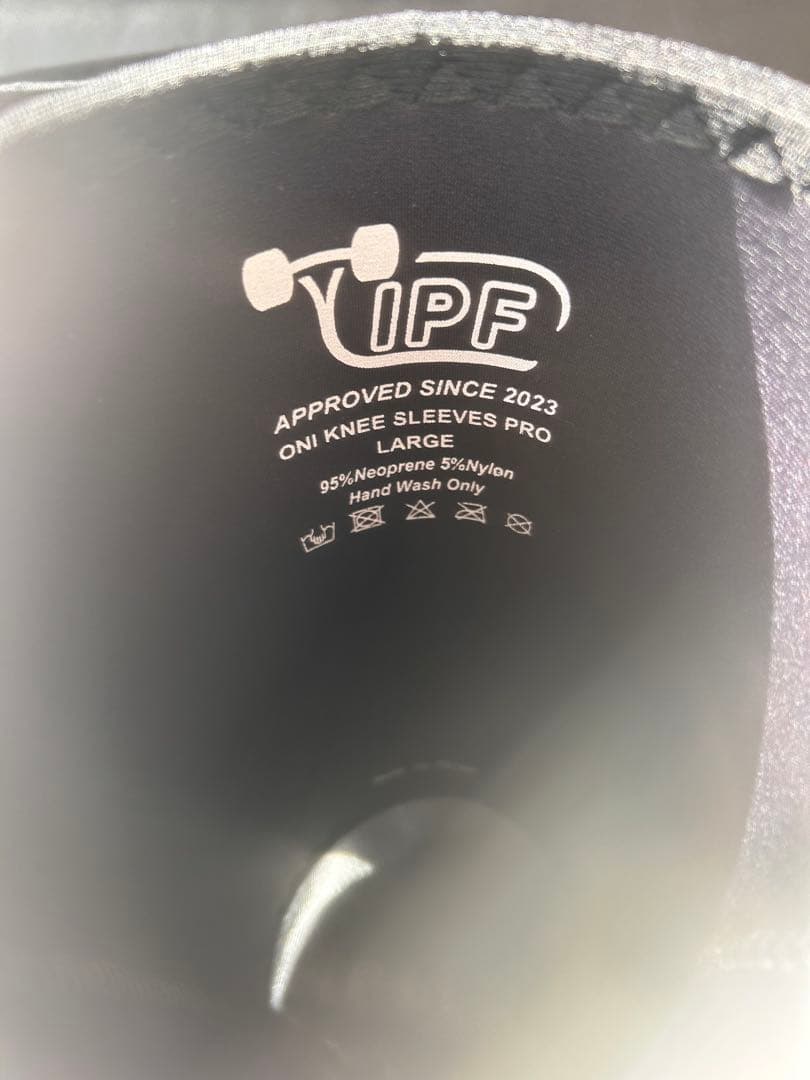 IPF
APPROVED SINCE 2023
ONI KNEE SLEEVES PRO
LARGE
95%Neoprene 5%Nylon
Hand Wash Only